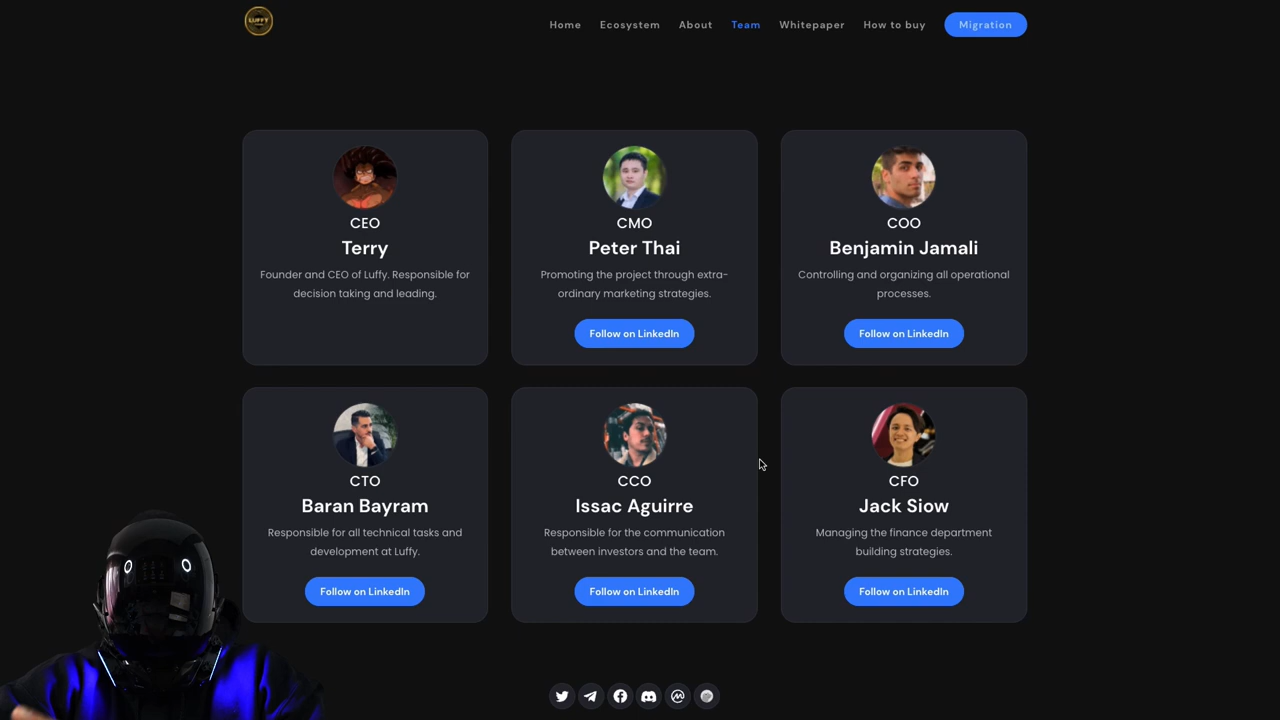 LUFFY
Home Ecosystem About Team Whitepaper How to buy Migration
CEO
Terry
Founder and CEO of Luffy. Responsible for
decision taking and leading.
CMO
Peter Thai
Promoting the project through extra-
ordinary marketing strategies.
Follow on LinkedIn
COO
Benjamin Jamali
Controlling and organizing all operational
processes.
Follow on LinkedIn
CTO
Baran Bayram
Responsible for all technical tasks and
development at Luffy.
Follow on LinkedIn
CCO
Issac Aguirre
Responsible for the communication
between investors and the team.
Follow on LinkedIn
CFO
Jack Siow
Managing the finance department
building strategies.
Follow on LinkedIn